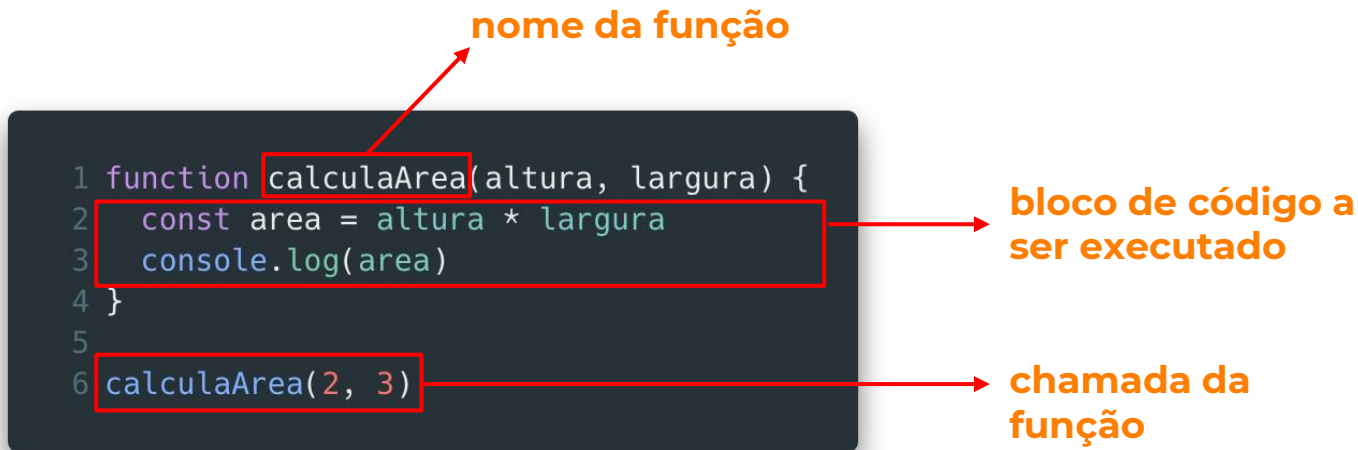 nome da função
1 function calculaArea(altura, largura) {
2   const area = altura * largura
3   console.log(area)
4 }
5
6 calculaArea(2, 3)
bloco de código a
ser executado
chamada da
função